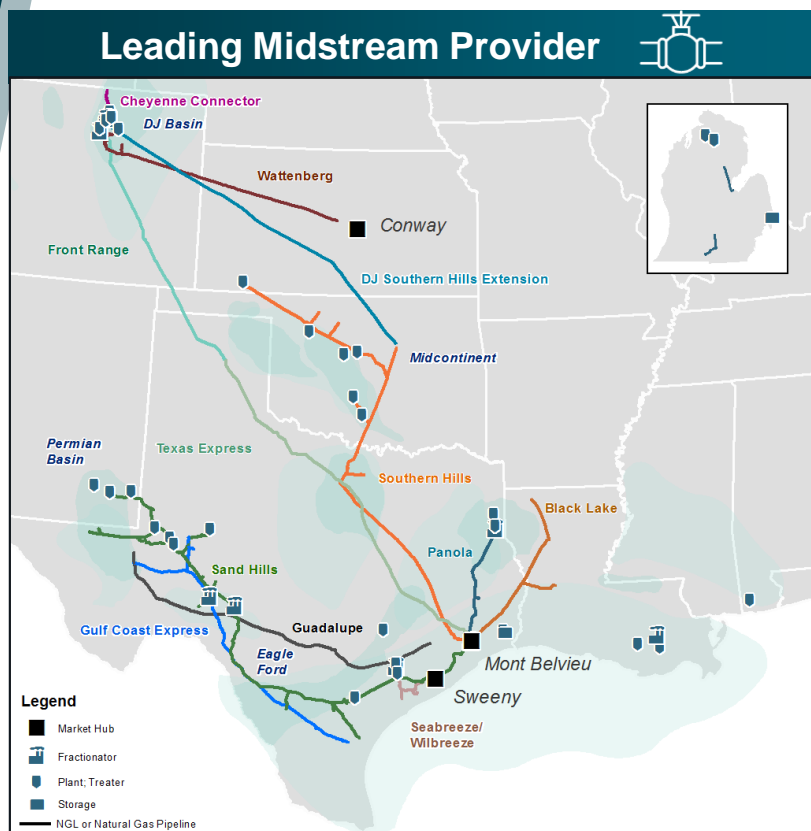 Leading Midstream Provider
Cheyenne Connector
DJ Basin
Wattenberg
Conway
Front Range
DJ Southern Hills Extension
Midcontinent
Permian
Basin
Texas Express
Southern Hills
Black Lake
Panola
Sand Hills
Gulf Coast Express
Guadalupe
Eagle
Ford
Mont Belvieu
Sweeny
Seabreeze/
Wilbreeze
Legend
Market Hub
Fractionator
Plant; Treater
Storage
NGL or Natural Gas Pipeline